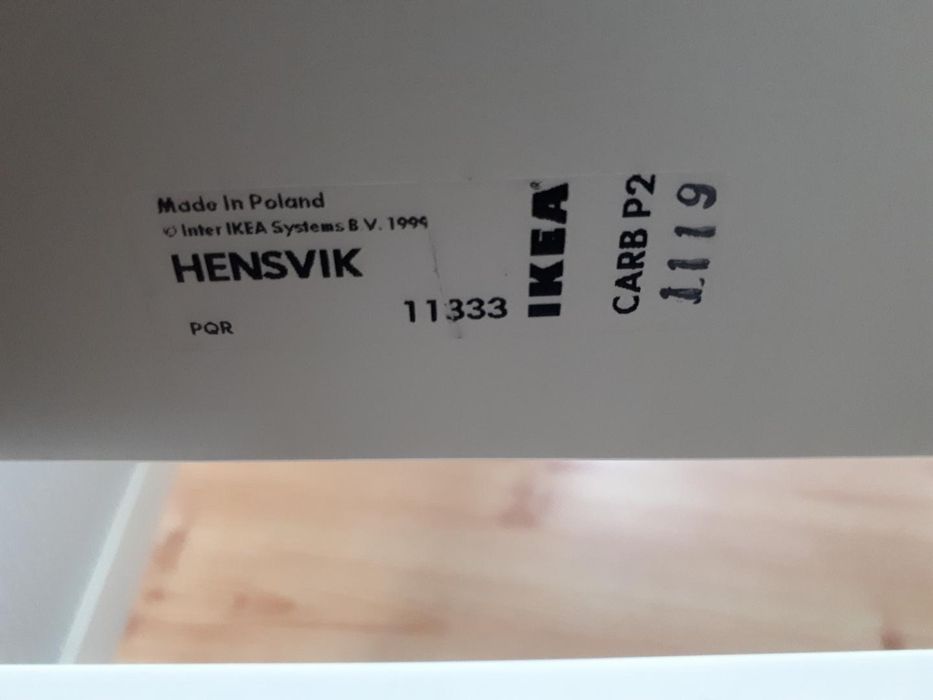 Made In Poland
© Inter IKEA Systems B.V. 1999
HENSVIK
PQR
11333
IKEA®
CARB P2
1119